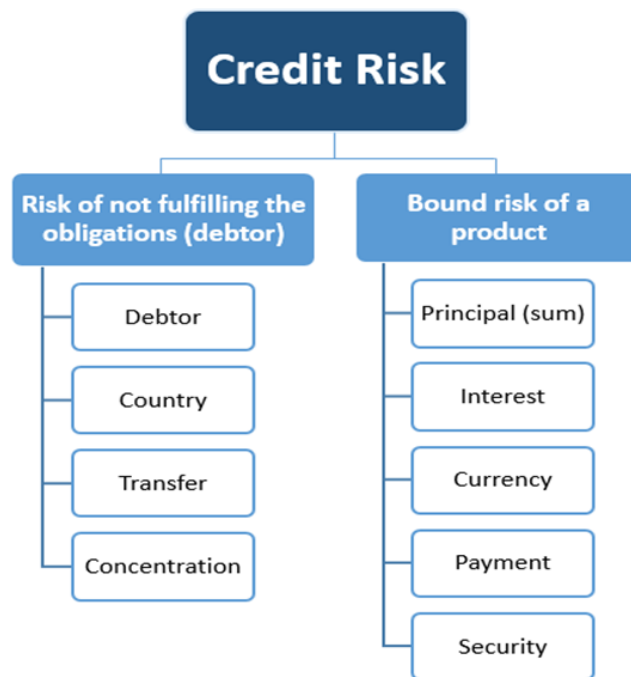 Credit Risk
Risk of not fulfilling the
obligations (debtor)
Debtor
Country
Transfer
Concentration
Bound risk of a
product
Principal (sum)
Interest
Currency
Payment
Security